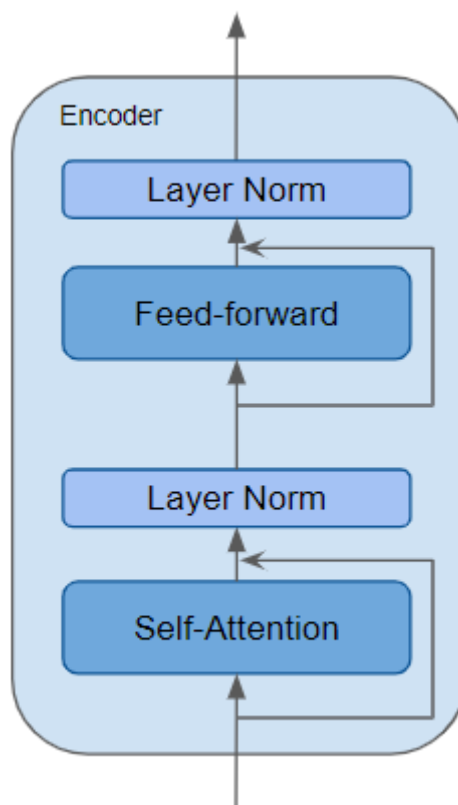 Encoder
Layer Norm
Feed-forward
Layer Norm
Self-Attention